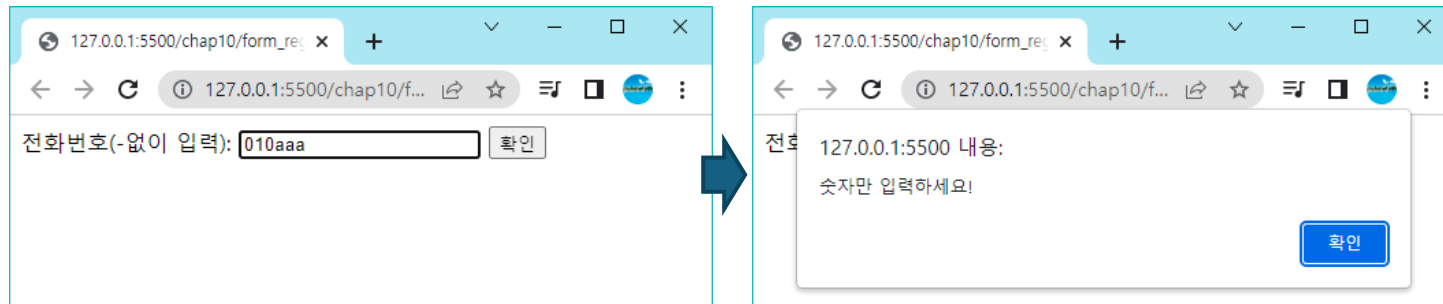 127.0.0.1:5500/chap10/form_reg
127.0.0.1:5500/chap10/f...
전화번호(-없이 입력): 010aaa 확인
127.0.0.1:5500/chap10/form_reg
127.0.0.1:5500/chap10/f...
전화
127.0.0.1:5500 내용:
숫자만 입력하세요!
확인